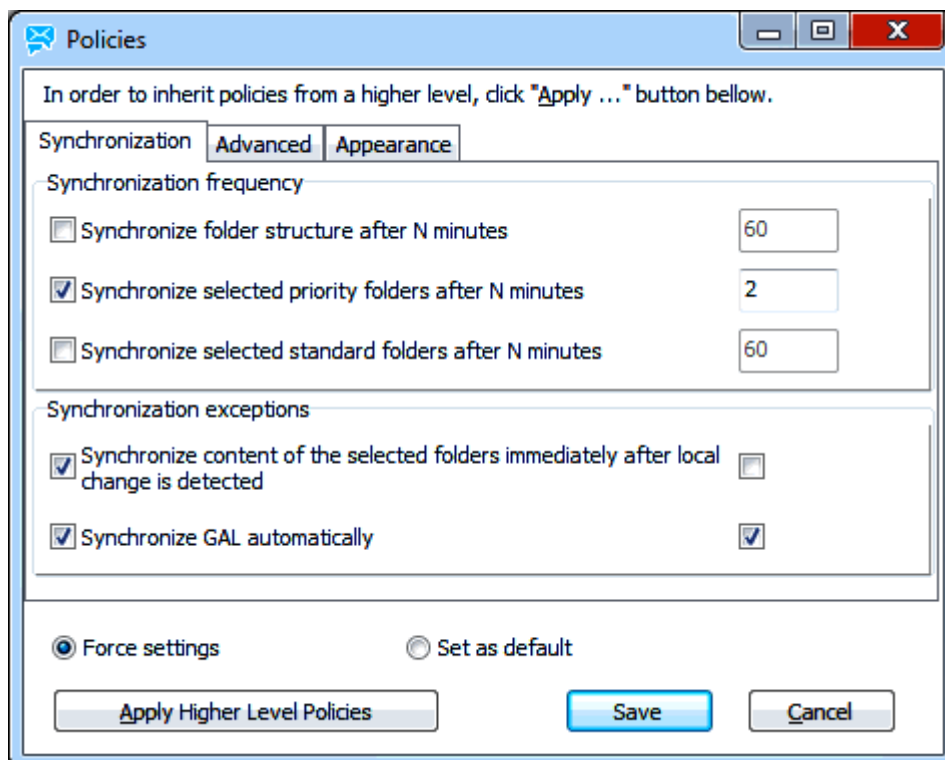 Policies
In order to inherit policies from a higher level, click "Apply ..." button bellow.
Synchronization Advanced Appearance
Synchronization frequency
Synchronize folder structure after N minutes 60
Synchronize selected priority folders after N minutes 2
Synchronize selected standard folders after N minutes 60
Synchronization exceptions
Synchronize content of the selected folders immediately after local
change is detected
Synchronize GAL automatically
Force settings Set as default
Apply Higher Level Policies Save Cancel